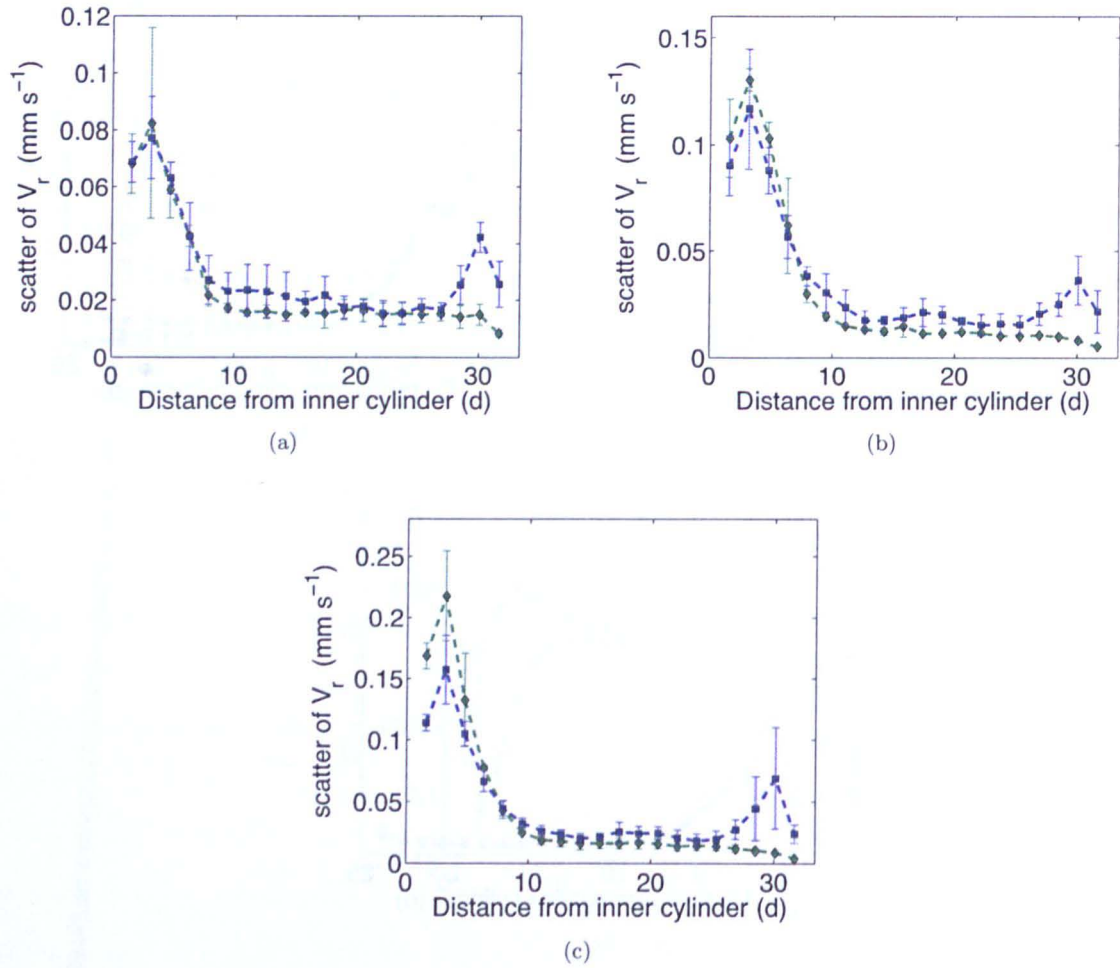 0.12
0.1
0.08
0.06
0.04
0.02
0
scatter of V_r (mm s⁻¹)
0 10 20 30
Distance from inner cylinder (d)
(a)
0.15
0.1
0.05
0
scatter of V_r (mm s⁻¹)
0 10 20 30
Distance from inner cylinder (d)
(b)
0.25
0.2
0.15
0.1
0.05
0
scatter of V_r (mm s⁻¹)
0 10 20 30
Distance from inner cylinder (d)
(c)